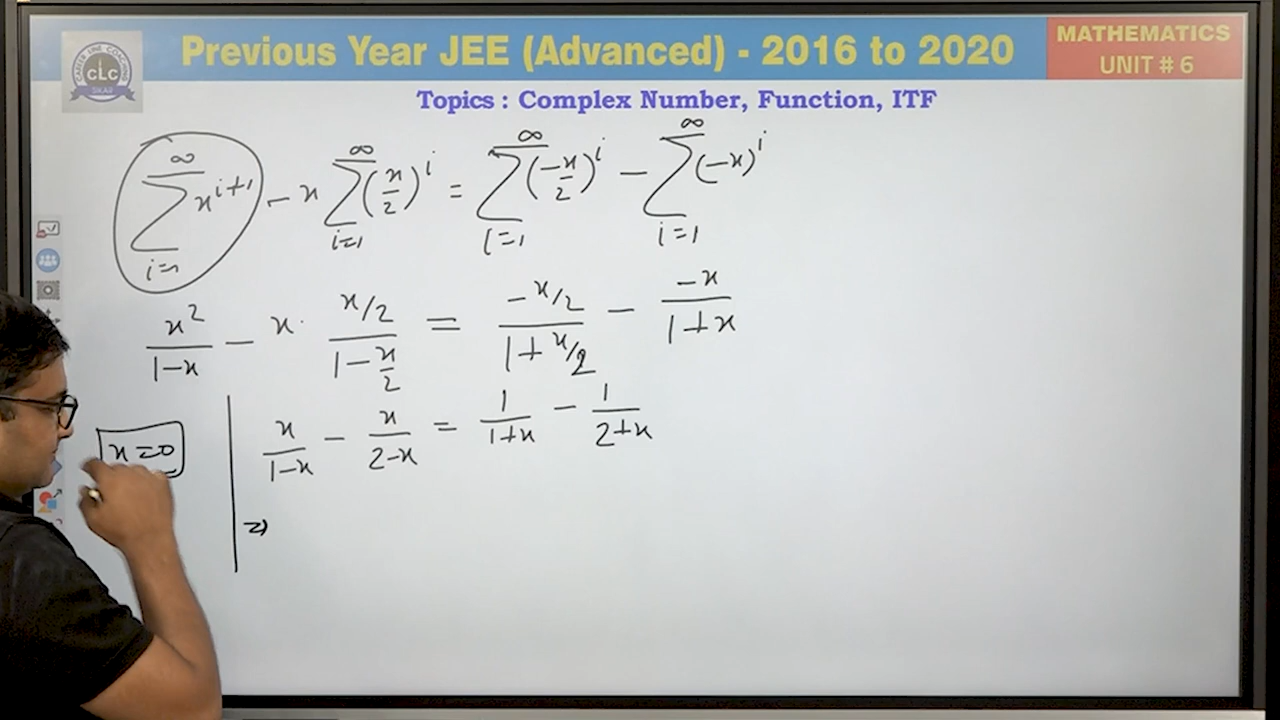 Previous Year JEE (Advanced) - 2016 to 2020
MATHEMATICS
UNIT # 6
CLC
SIKAR
Topics : Complex Number, Function, ITF
∞ ∑ i=1 x^{i+1} - x ∞ ∑ i=1 (x/2)^i = ∞ ∑ i=1 (-x/2)^i - ∞ ∑ i=1 (-x)^i
x²/(1-x) - x · (x/2)/(1-x/2) = (-x/2)/(1+x/2) - (-x)/(1+x)
x=0
x/(1-x) - x/(2-x) = 1/(1+x) - 1/(2+x)
⇒